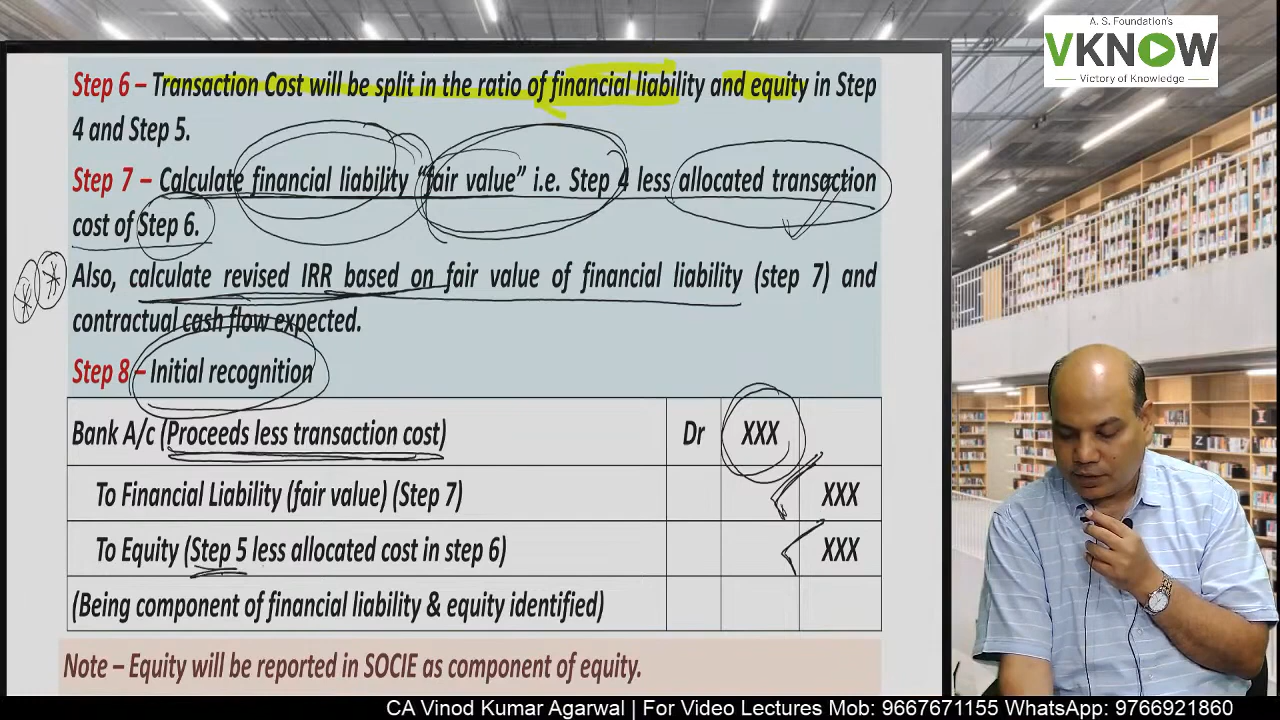 A. S. Foundation's
VKNOW
Victory of Knowledge
Step 6 – Transaction Cost will be split in the ratio of financial liability and equity in Step
4 and Step 5.
Step 7 – Calculate financial liability “fair value” i.e. Step 4 less allocated transaction
cost of Step 6.
Also, calculate revised IRR based on fair value of financial liability (step 7) and
contractual cash flow expected.
Step 8 – Initial recognition
Bank A/c (Proceeds less transaction cost) Dr XXX
To Financial Liability (fair value) (Step 7) XXX
To Equity (Step 5 less allocated cost in step 6) XXX
(Being component of financial liability & equity identified)
Note – Equity will be reported in SOCIE as component of equity.
CA Vinod Kumar Agarwal | For Video Lectures Mob: 9667671155 WhatsApp: 9766921860